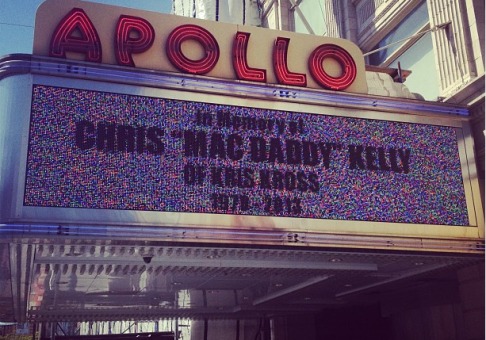 APOLLO
In Memory of
CHRIS "MAC DADDY" KELLY
OF KRIS KROSS
1978 - 2013